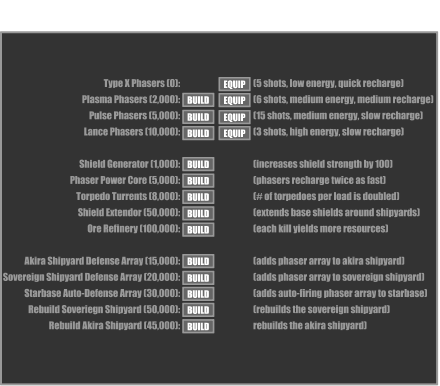 Type X Phasers (0): EQUIP (5 shots, low energy, quick recharge)
Plasma Phasers (2,000): BUILD EQUIP (6 shots, medium energy, medium recharge)
Pulse Phasers (5,000): BUILD EQUIP (15 shots, medium energy, slow recharge)
Lance Phasers (10,000): BUILD EQUIP (3 shots, high energy, slow recharge)
Shield Generator (1,000): BUILD (increases shield strength by 100)
Phaser Power Core (5,000): BUILD (phasers recharge twice as fast)
Torpedo Turrents (8,000): BUILD (# of torpedoes per load is doubled)
Shield Extendor (50,000): BUILD (extends base shields around shipyards)
Ore Refinery (100,000): BUILD (each kill yields more resources)
Akira Shipyard Defense Array (15,000): BUILD (adds phaser array to akira shipyard)
Sovereign Shipyard Defense Array (20,000): BUILD (adds phaser array to sovereign shipyard)
Starbase Auto-Defense Array (30,000): BUILD (adds auto-firing phaser array to starbase)
Rebuild Soveriegn Shipyard (50,000): BUILD (rebuilds the sovereign shipyard)
Rebuild Akira Shipyard (45,000): BUILD rebuilds the akira shipyard)